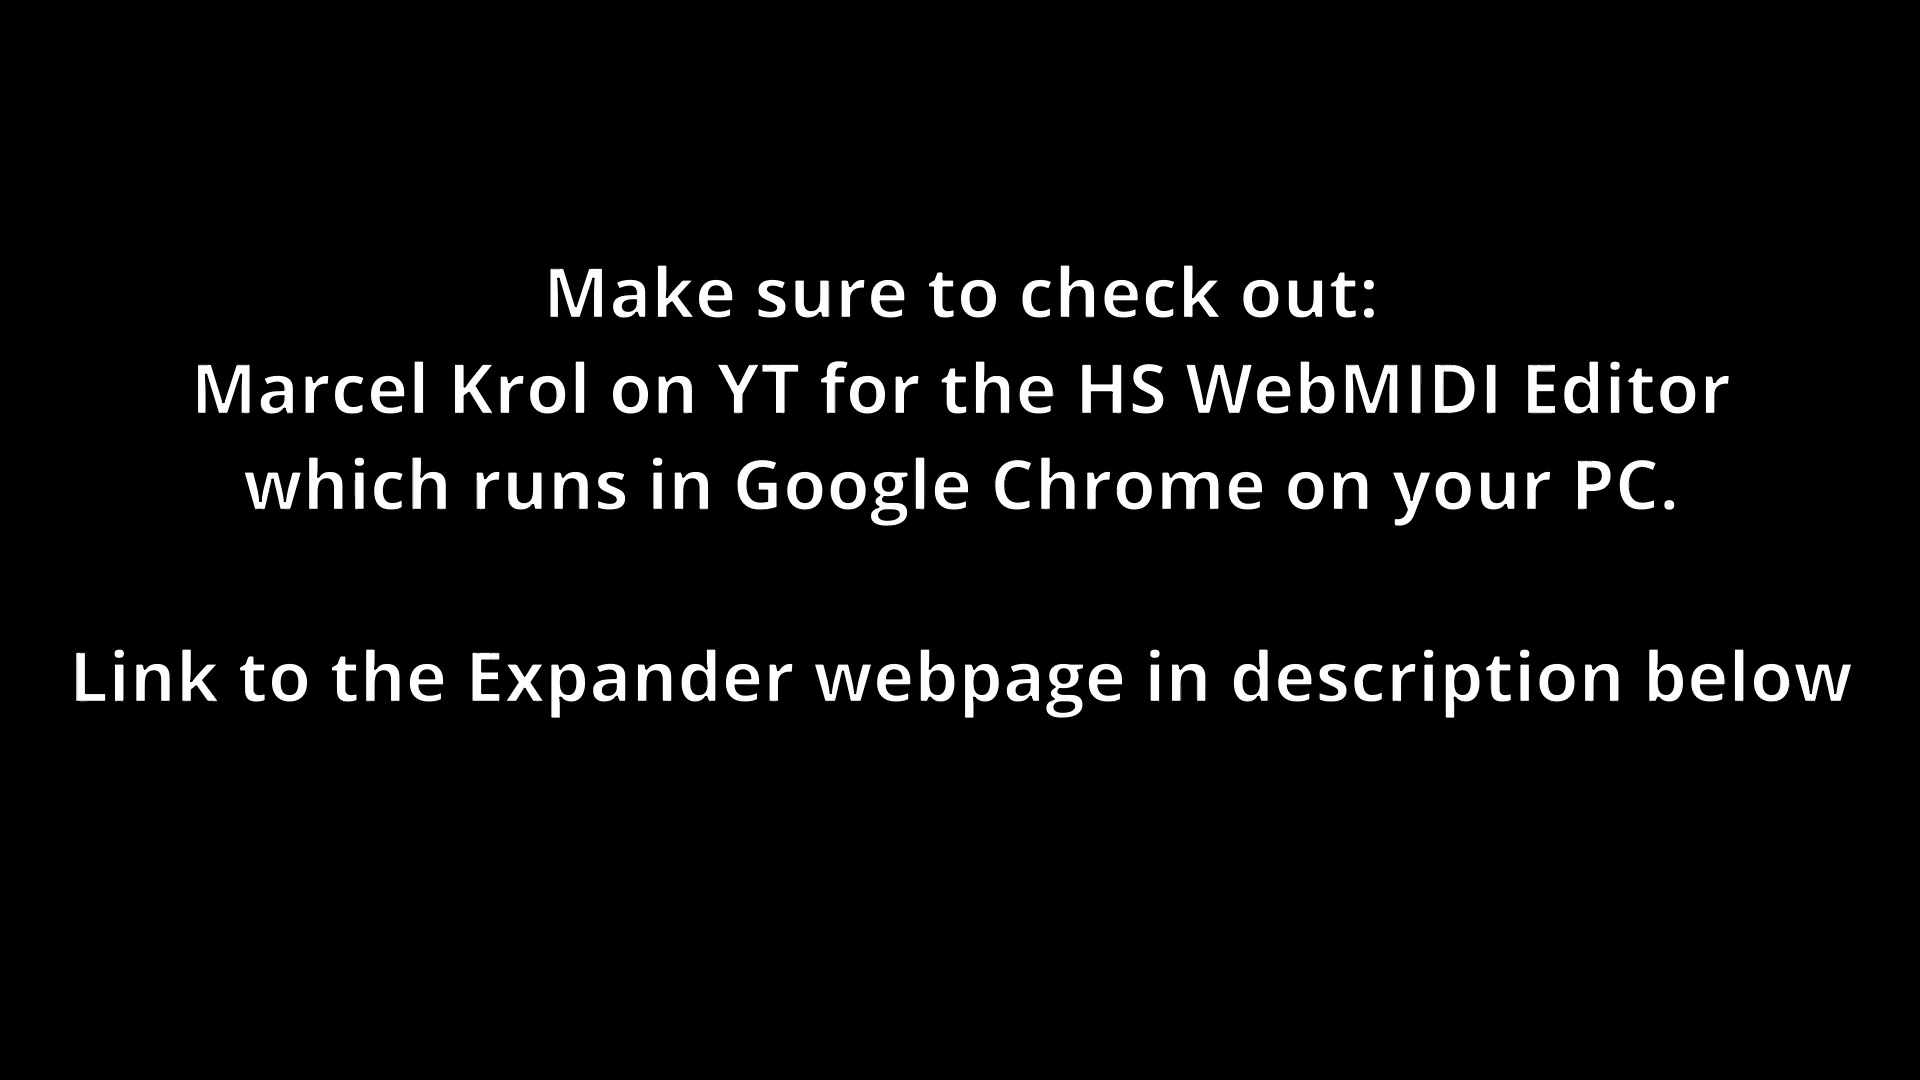 Make sure to check out:
Marcel Krol on YT for the HS WebMIDI Editor
which runs in Google Chrome on your PC.
Link to the Expander webpage in description below